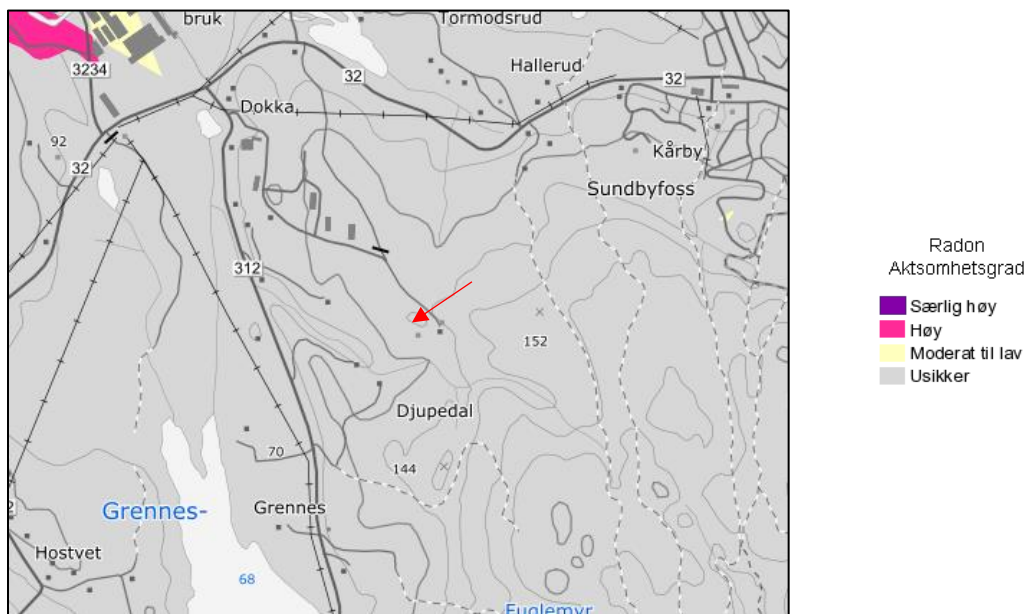 bruk
Tormodsrud
3234
32
Hallerud
32
Dokka
92
Kårby
32
Sundbyfoss
312
152
Djupedal
70
144
Grennes-
Grennes
Hostvet
68
Fuglemyr
Radon
Aktsomhetsgrad
Særlig høy
Høy
Moderat til lav
Usikker